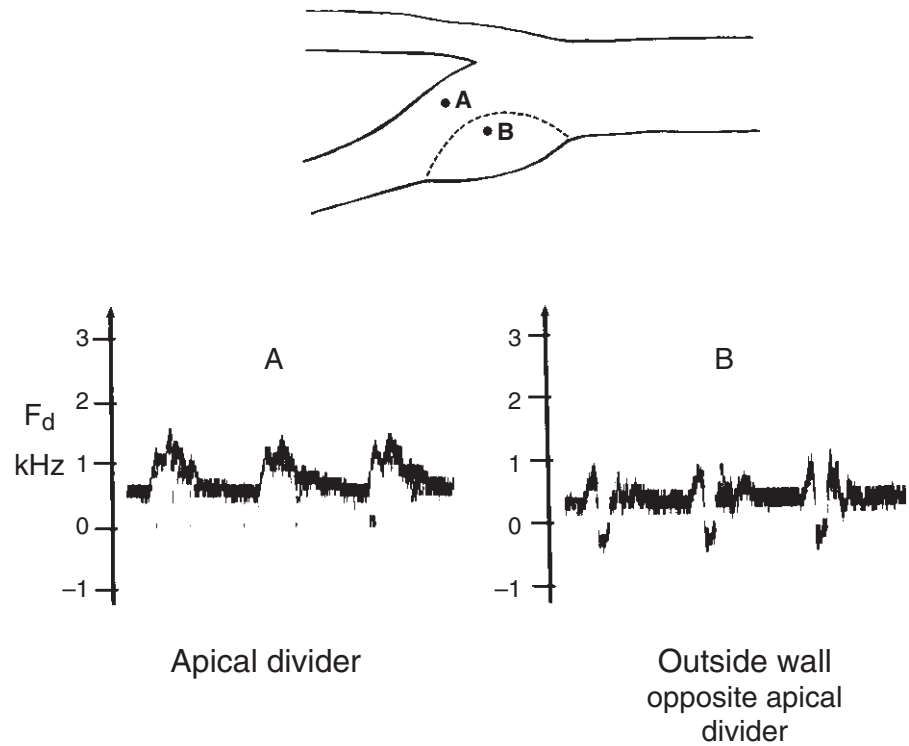 A
B
3
2
1
0
–1
Fd
kHz
A
3
2
1
0
–1
B
Apical divider
Outside wall
opposite apical
divider